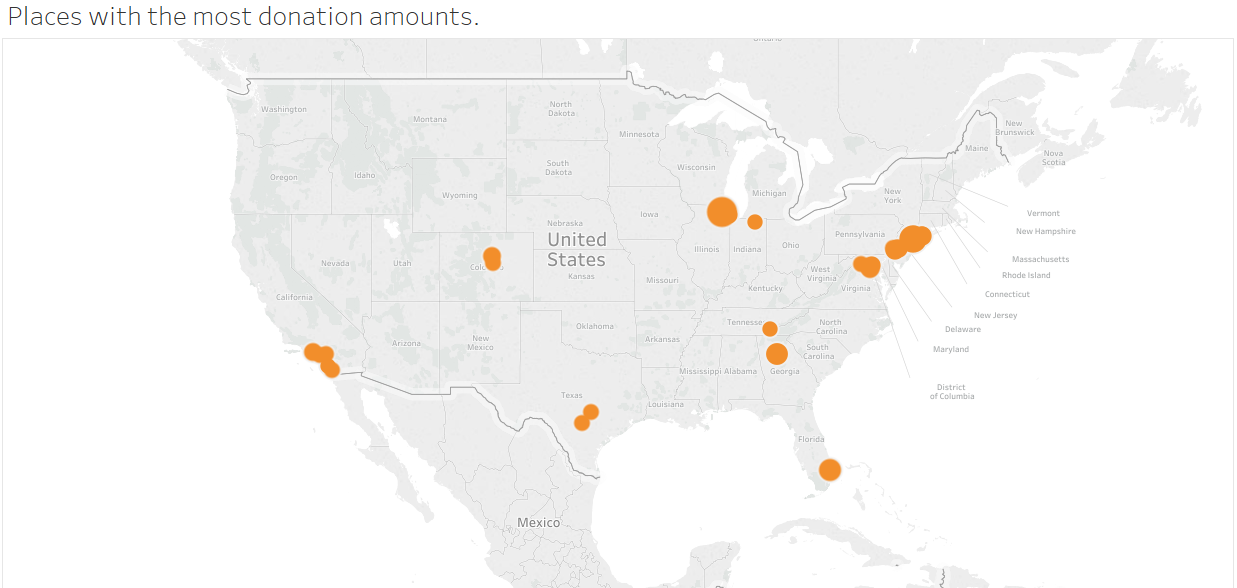 Places with the most donation amounts.
Ontario
Washington
North
Dakota
Montana
Minnesota
New
Brunswick
Maine
Nova
Scotia
South
Dakota
Wisconsin
Oregon
Idaho
Wyoming
Michigan
New
York
Iowa
Vermont
Nebraska
New Hampshire
Pennsylvania
United
States
Illinois
Indiana
Ohio
Massachusetts
Nevada
Utah
Kansas
West
Virginia
Rhode Island
Missouri
Kentucky
Virginia
Connecticut
California
New Jersey
Oklahoma
Tennessee
North
Carolina
Delaware
Arizona
New
Mexico
Arkansas
South
Carolina
Maryland
Mississippi
Alabama
Georgia
District
of Columbia
Texas
Louisiana
Florida
Mexico